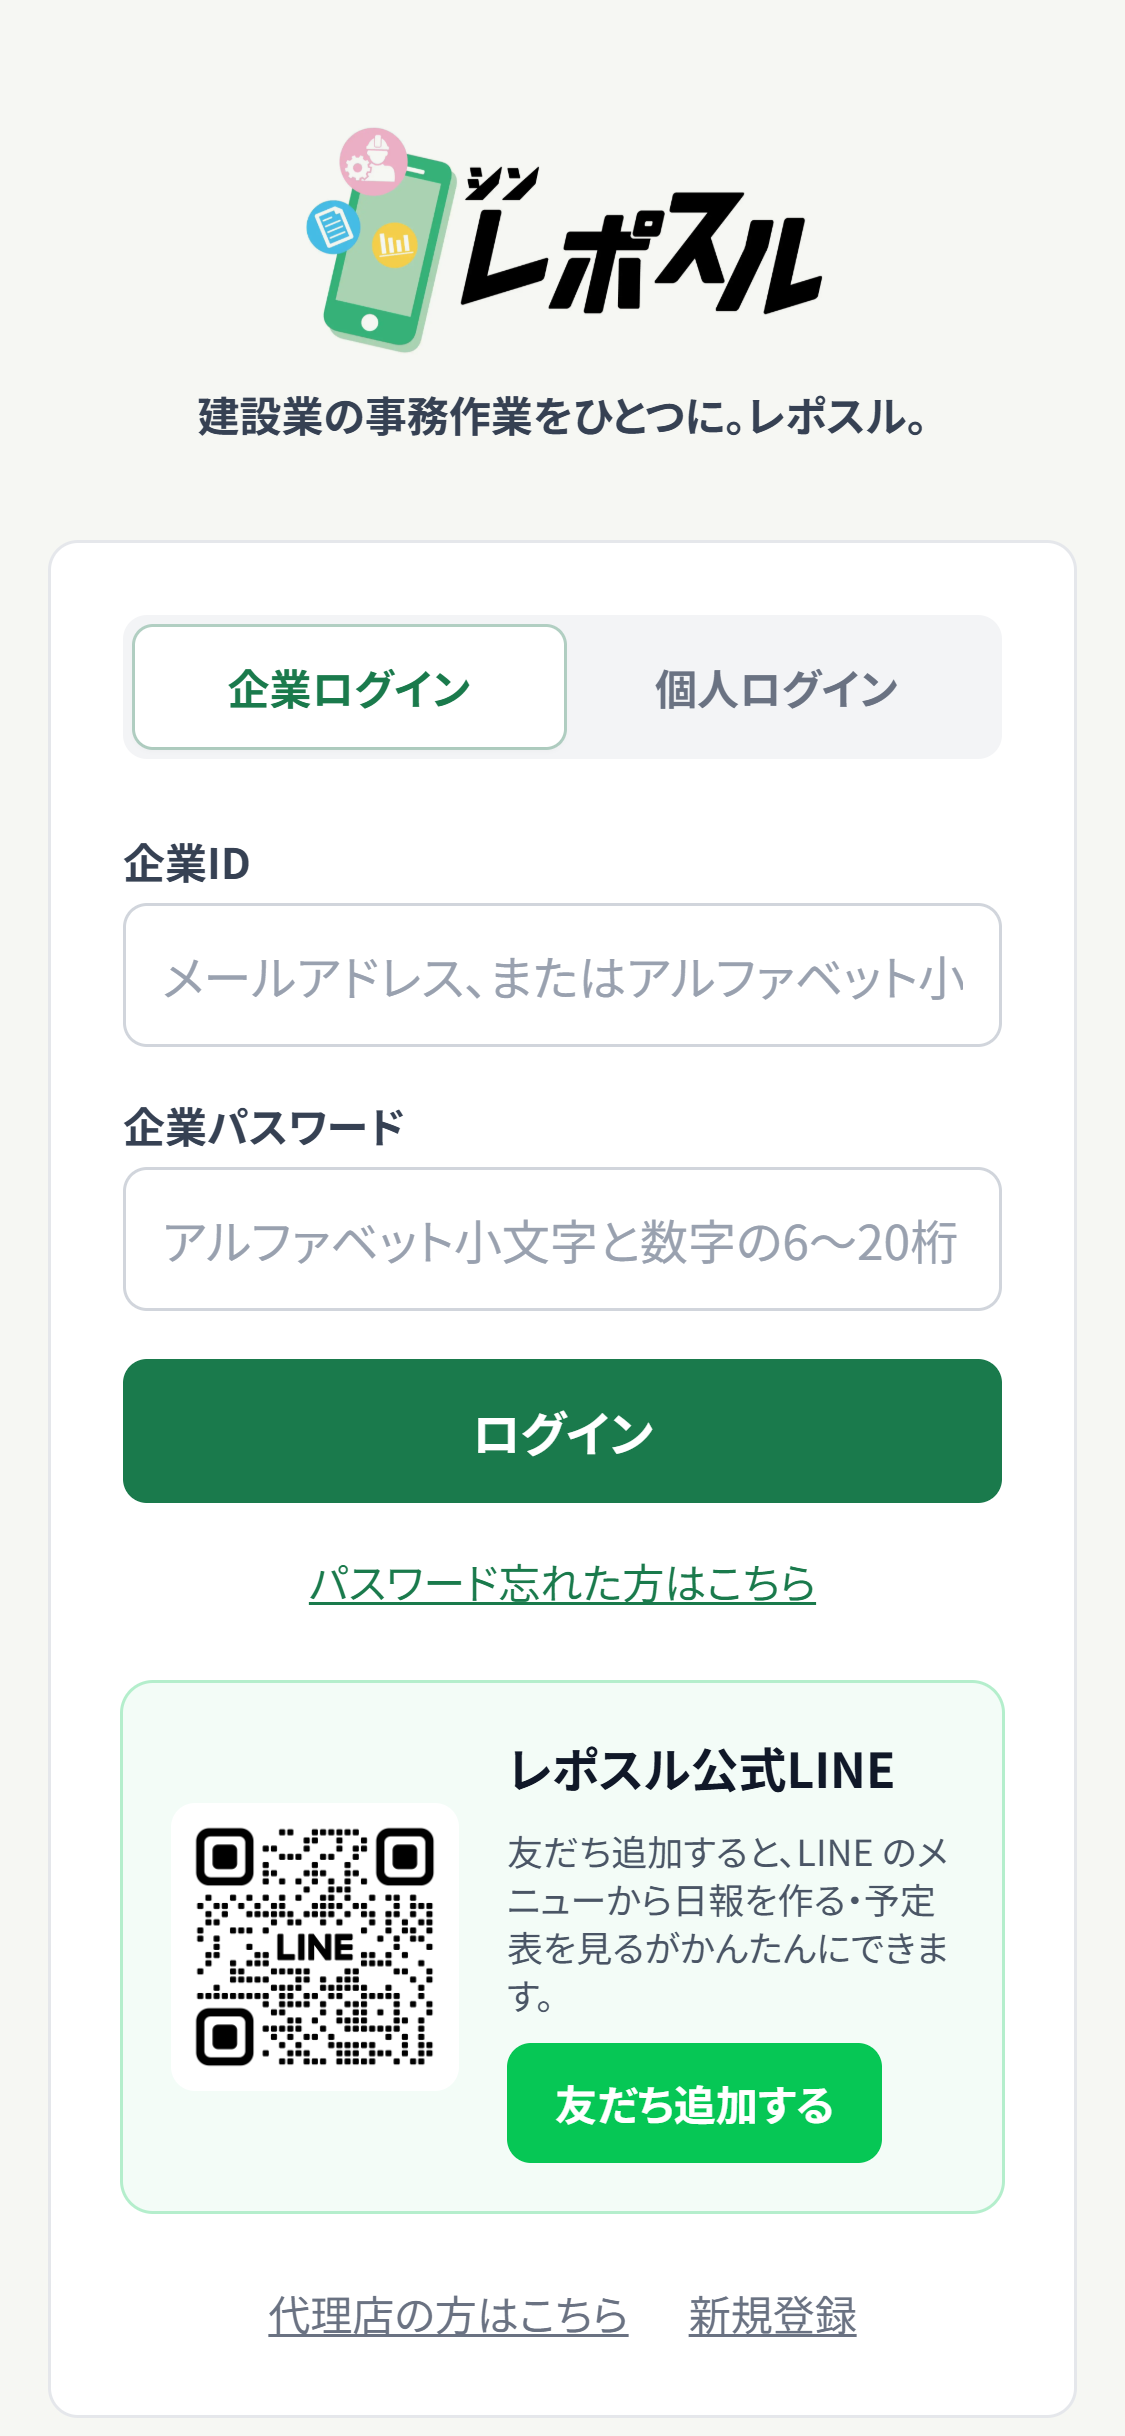 シン
レポスル
建設業の事務作業をひとつに。レポスル。
企業ログイン
個人ログイン
企業ID
メールアドレス、またはアルファベット小
企業パスワード
アルファベット小文字と数字の6〜20桁
ログイン
パスワード忘れた方はこちら
レポスル公式LINE
友だち追加すると、LINE のメ
ニューから日報を作る・予定
表を見るがかんたんにできま
す。
LINE
友だち追加する
代理店の方はこちら
新規登録